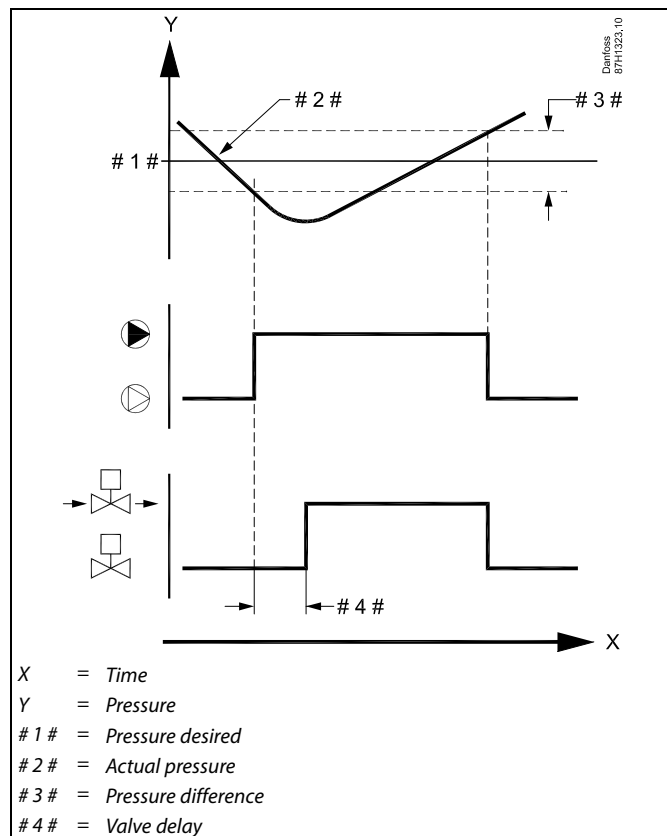 Y
Danfoss
87H1323.10
# 2 #
# 3 #
# 1 #
# 4 #
X
X = Time
Y = Pressure
# 1 # = Pressure desired
# 2 # = Actual pressure
# 3 # = Pressure difference
# 4 # = Valve delay